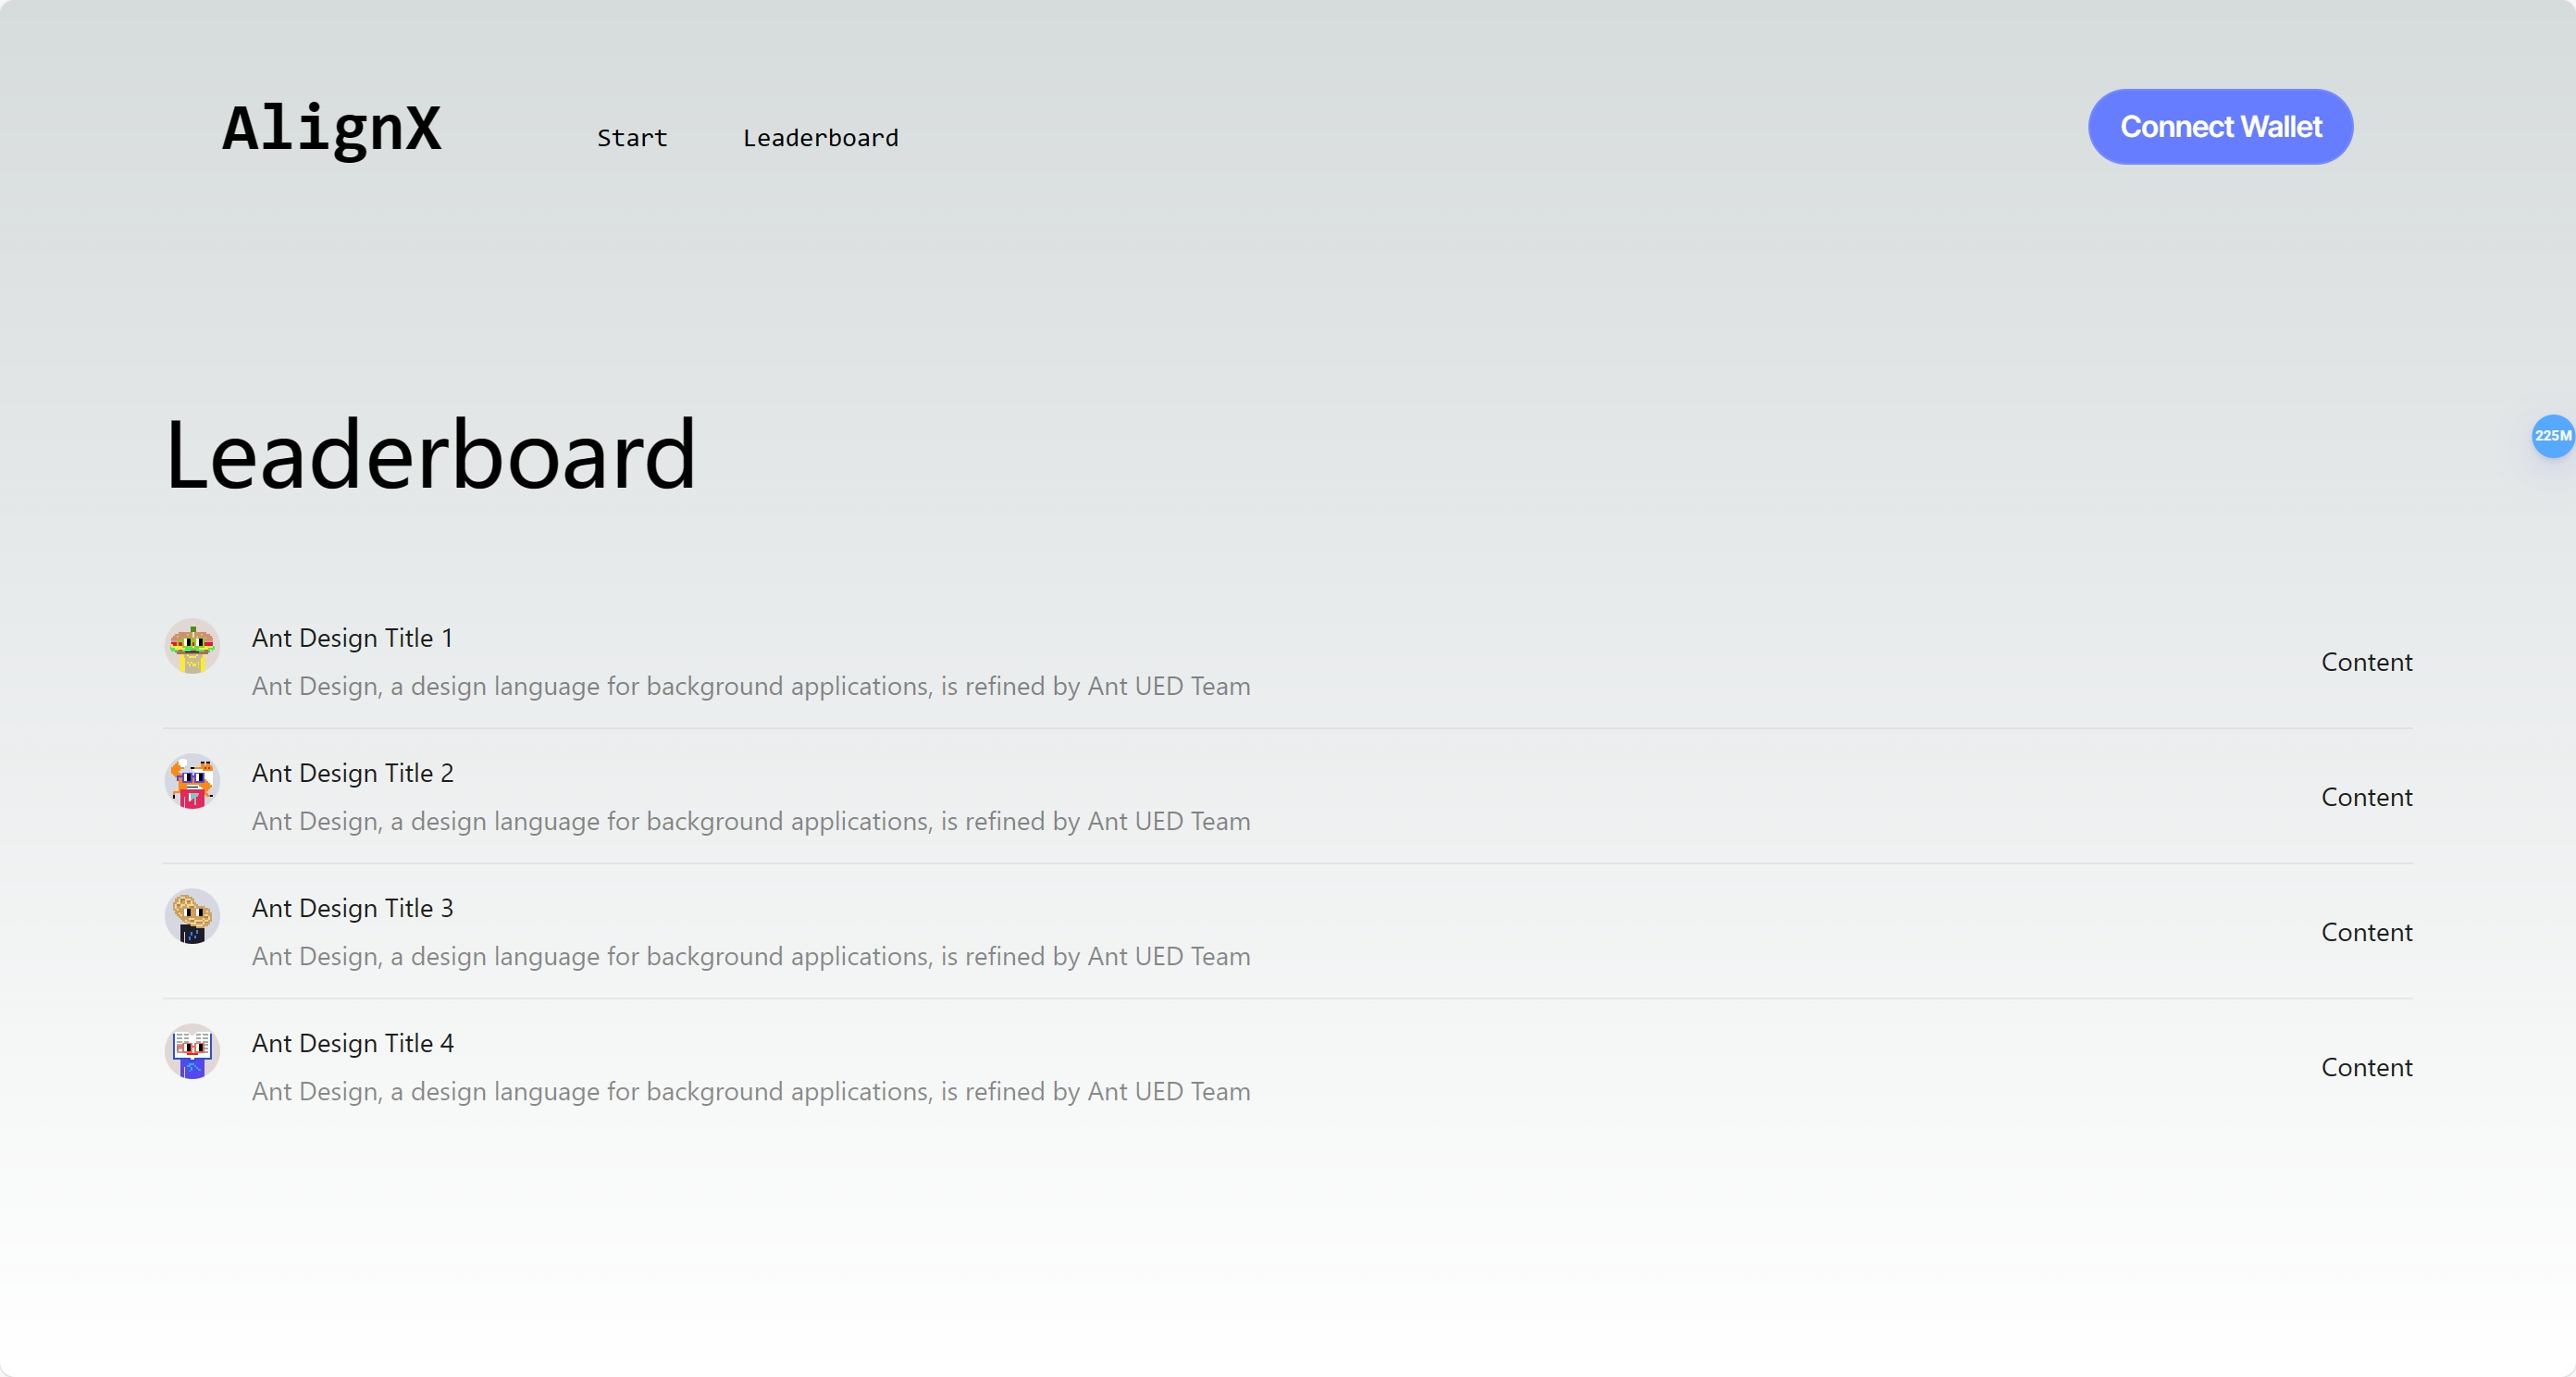 AlignX
Start
Leaderboard
Connect Wallet
Leaderboard
225M
Ant Design Title 1
Ant Design, a design language for background applications, is refined by Ant UED Team
Content
Ant Design Title 2
Ant Design, a design language for background applications, is refined by Ant UED Team
Content
Ant Design Title 3
Ant Design, a design language for background applications, is refined by Ant UED Team
Content
Ant Design Title 4
Ant Design, a design language for background applications, is refined by Ant UED Team
Content